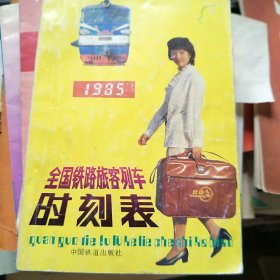 1985
全国铁路旅客列车
时刻表
quan guo tie lu lü ke lie che shi ke biao
中国铁道出版社